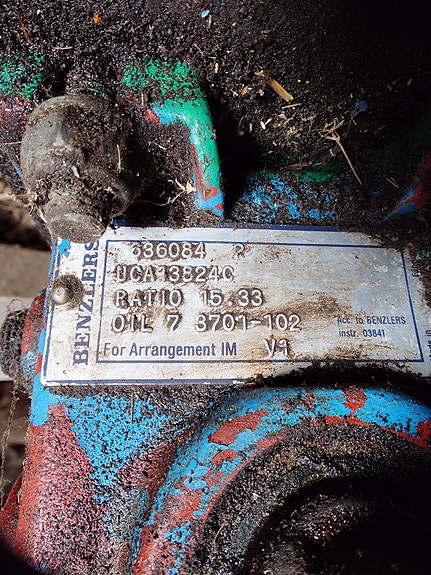 BENZLERS
636084 2
UCA13824C
RATIO 15.33
OIL 7 3701-102
Acc. to BENZLERS
instr. 03841
For Arrangement IM V1